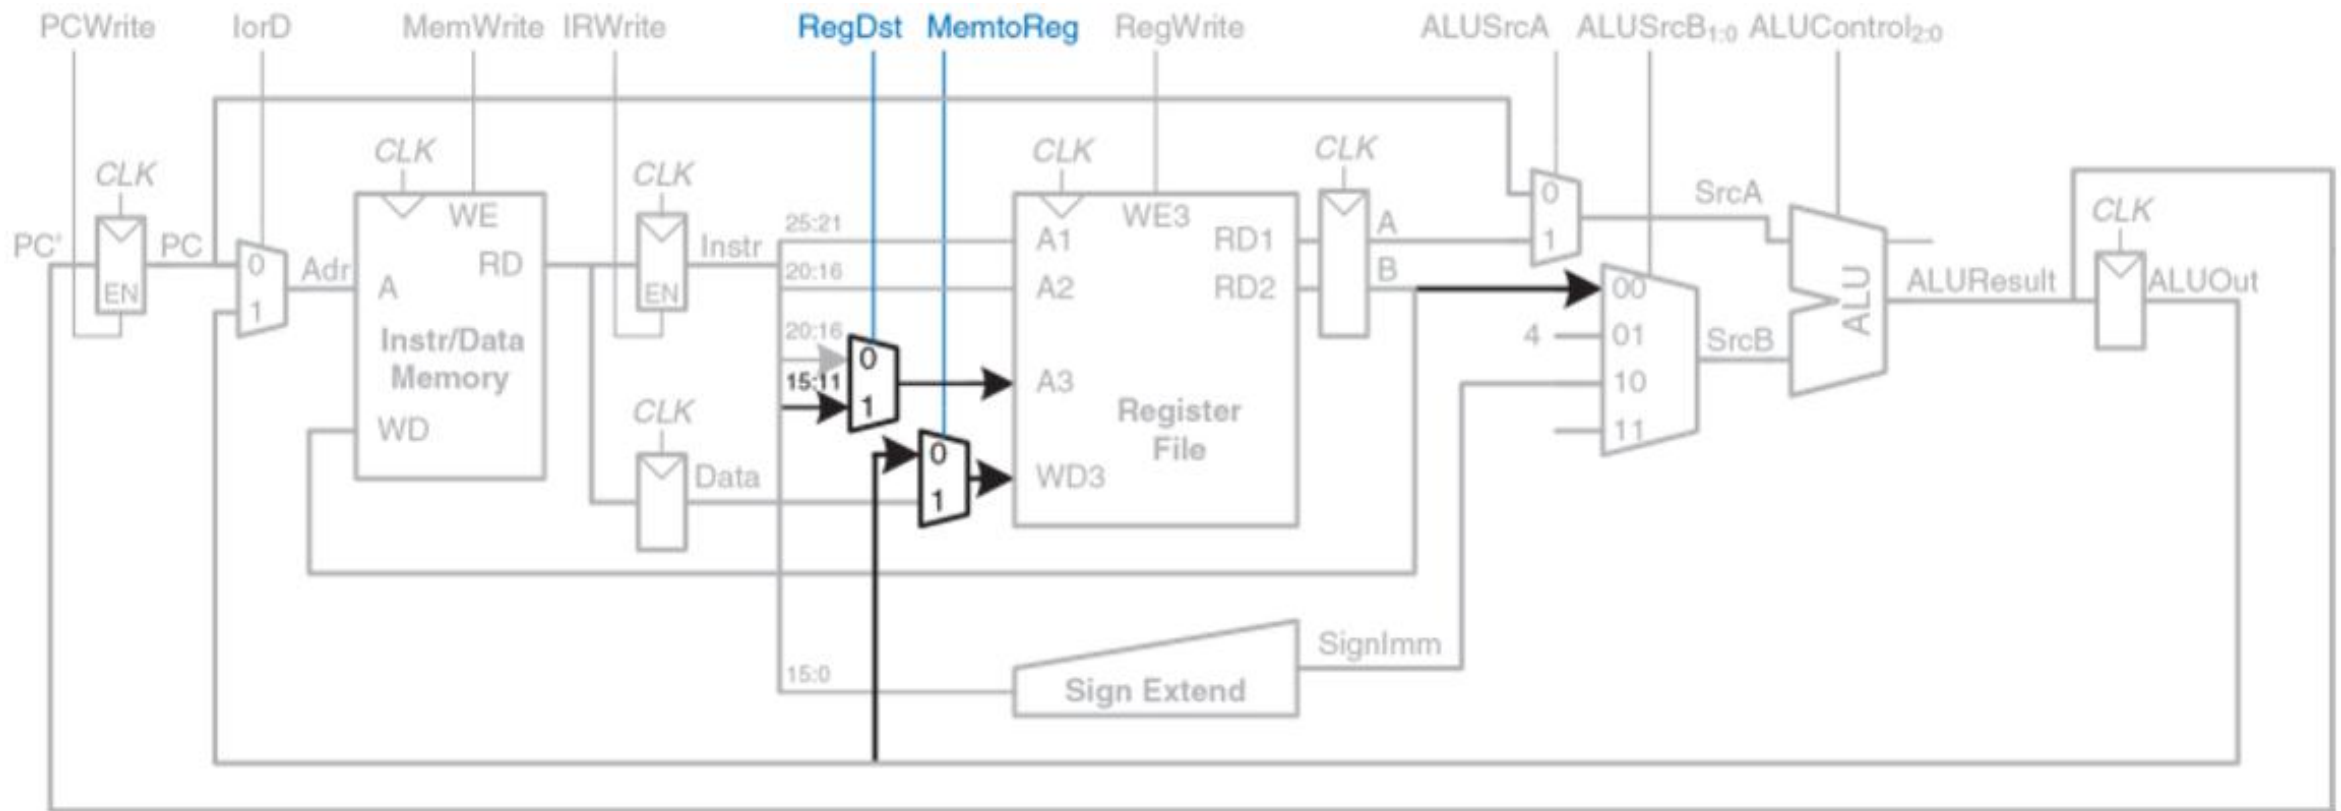 PCWrite IorD MemWrite IRWrite RegDst MemtoReg RegWrite ALUSrcA ALUSrcB1:0 ALUControl2:0
CLK CLK CLK CLK CLK CLK
PC' EN PC 0 1 Adr
WE RD A Instr/Data Memory WD
EN Instr
CLK Data
25:21
20:16
20:16
15:11
15:0
0 1
0 1
WE3
A1 RD1
A2 RD2
A3
Register
File
WD3
A
B
0
1
SrcA
00
4 01
10
11
SrcB
ALU
ALUResult
ALUOut
SignImm
Sign Extend